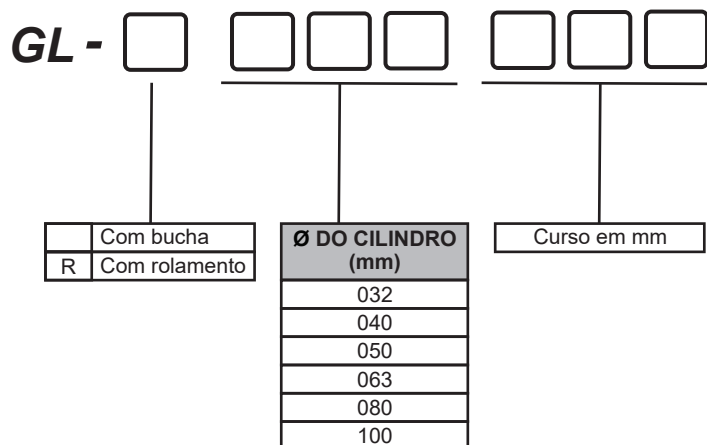 GL -
Com bucha
R Com rolamento
Ø DO CILINDRO
(mm)
032
040
050
063
080
100
Curso em mm